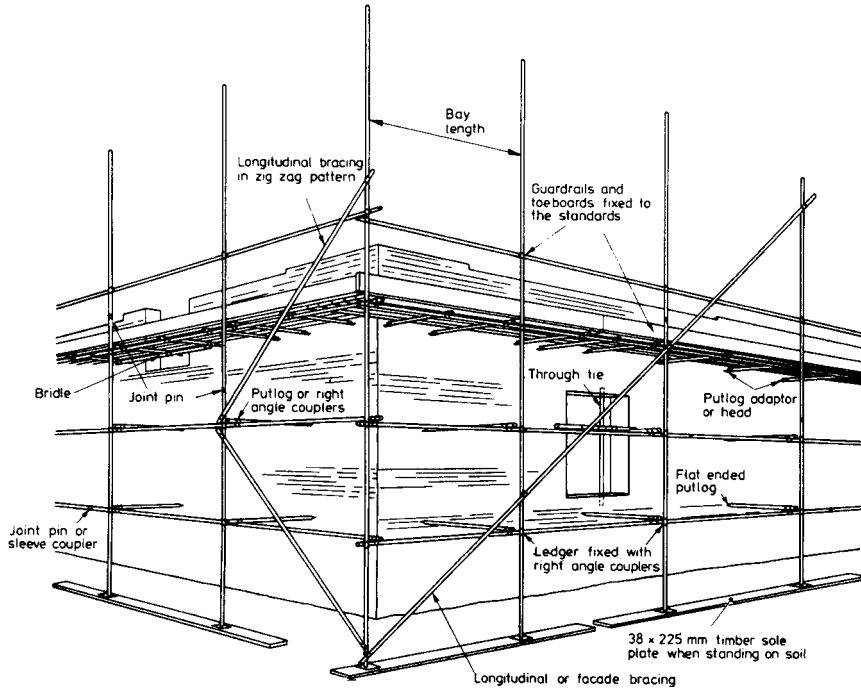 Bay
length
Longitudinal bracing
in zig zag pattern
Guardrails and
toeboards fixed to
the standards
Bridle
Joint pin
Putlog or right
angle couplers
Through tie
Putlog adaptor
or head
Flat ended
putlog
Joint pin or
sleeve coupler
Ledger fixed with
right angle couplers
38 x 225 mm timber sole
plate when standing on soil
Longitudinal or facade bracing